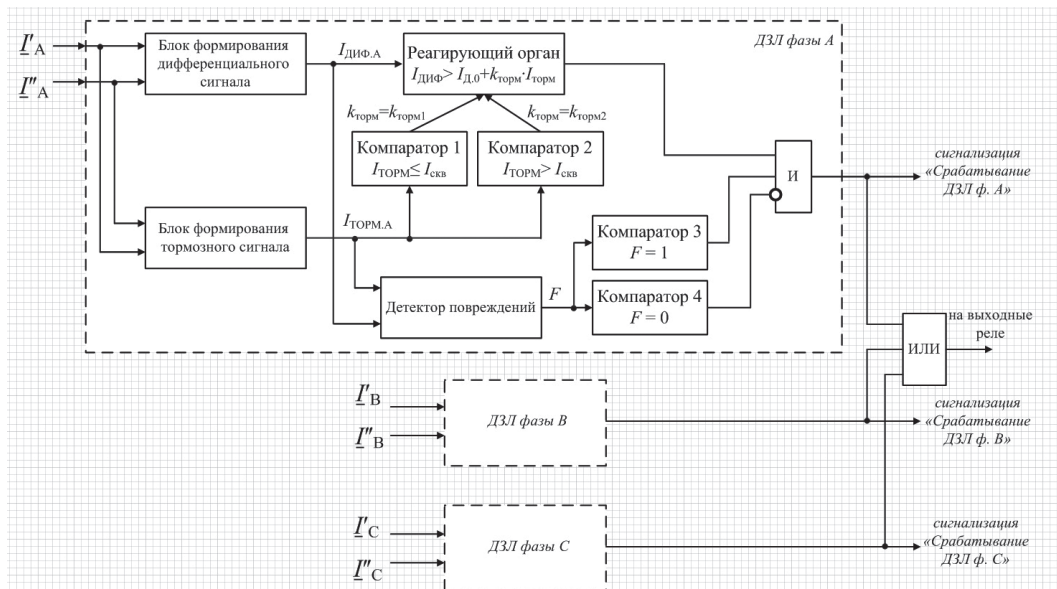 ДЗЛ фазы А
I′А
I″А
Блок формирования
дифференциального
сигнала
IДИФ.А
Реагирующий орган
IДИФ> IД.0+kторм·Iторм
kторм=kторм1
kторм=kторм2
Компаратор 1
IТОРМ≤ Iскв
Компаратор 2
IТОРМ> Iскв
И
сигнализация
«Срабатывание
ДЗЛ ф. А»
Блок формирования
тормозного сигнала
IТОРМ.А
Компаратор 3
F = 1
Детектор повреждений
F
Компаратор 4
F = 0
на выходные
реле
ИЛИ
I′В
I″В
ДЗЛ фазы В
сигнализация
«Срабатывание
ДЗЛ ф. В»
I′С
I″С
ДЗЛ фазы С
сигнализация
«Срабатывание
ДЗЛ ф. С»